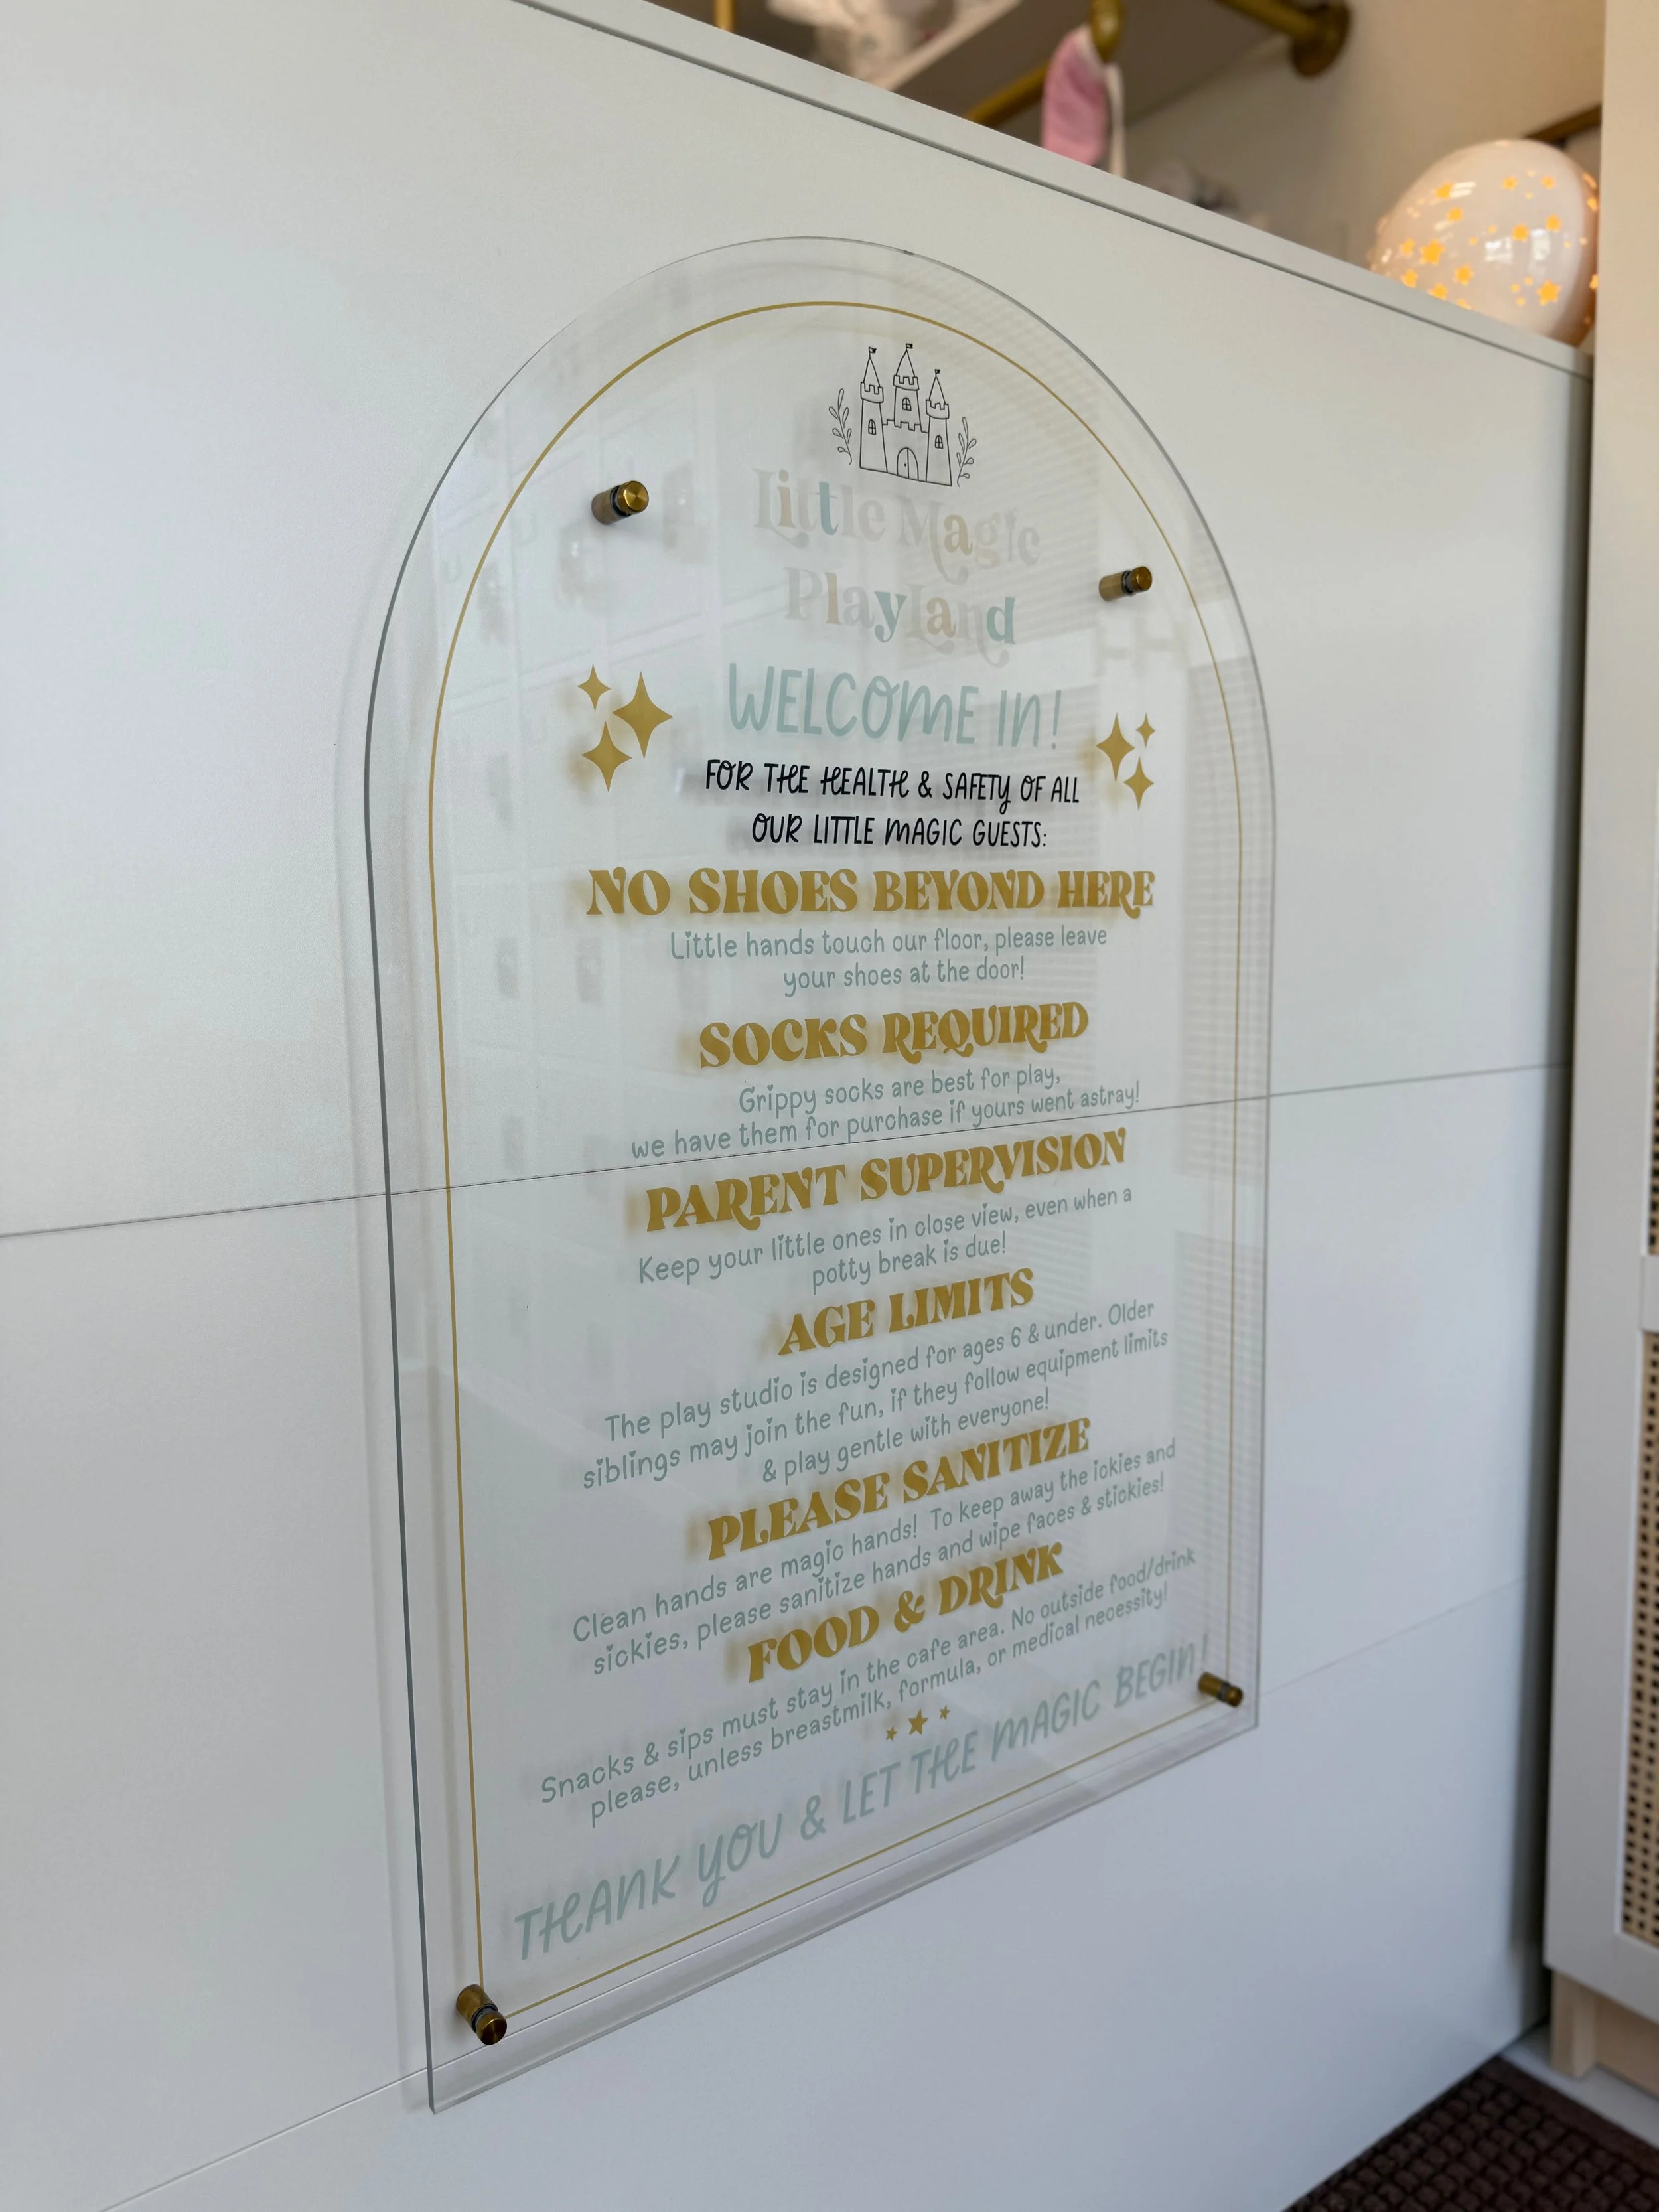 Little Magic
Playland
WELCOME IN!
FOR THE HEALTH & SAFETY OF ALL
OUR LITTLE MAGIC GUESTS:
NO SHOES BEYOND HERE
Little hands touch our floor, please leave
your shoes at the door!
SOCKS REQUIRED
Grippy socks are best for play,
we have them for purchase if yours went astray!
PARENT SUPERVISION
Keep your little ones in close view, even when a
potty break is due!
AGE LIMITS
The play studio is designed for ages 6 & under. Older
siblings may join the fun, if they follow equipment limits
& play gentle with everyone!
PLEASE SANITIZE
Clean hands are magic hands! To keep away the ickies and
sickies, please sanitize hands and wipe faces & stickies!
FOOD & DRINK
Snacks & sips must stay in the cafe area. No outside food/drink
please, unless breastmilk, formula, or medical necessity!
THANK YOU & LET THE MAGIC BEGIN!